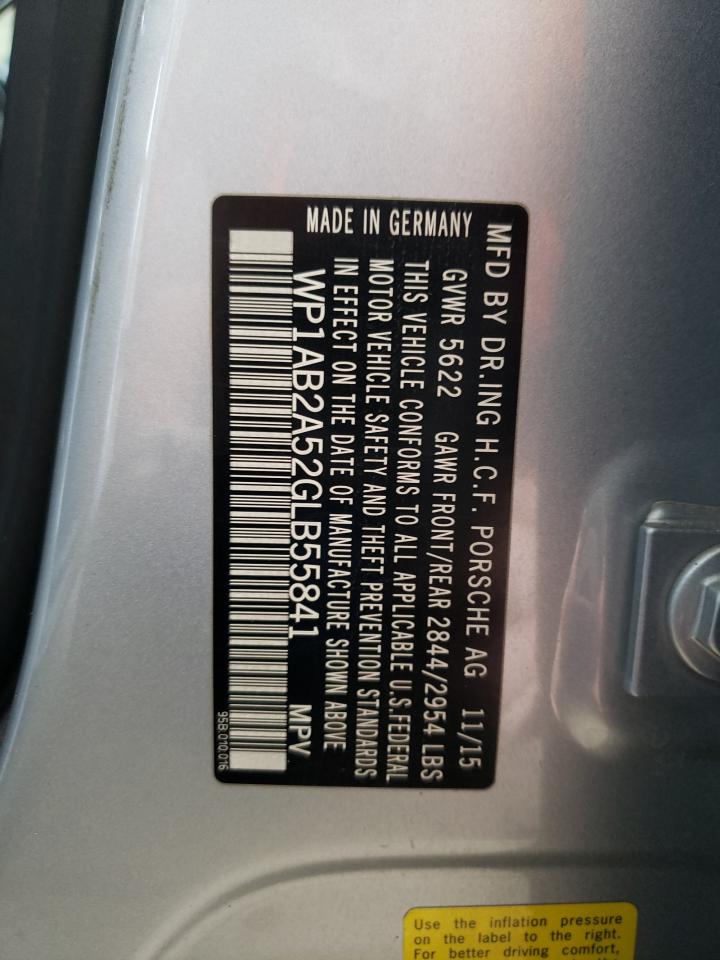 MFD BY DR.ING H.C.F. PORSCHE AG 11/15
GVWR 5622 GAWR FRONT/REAR 2844/2954 LBS
THIS VEHICLE CONFORMS TO ALL APPLICABLE U.S.FEDERAL
MOTOR VEHICLE SAFETY AND THEFT PREVENTION STANDARDS
IN EFFECT ON THE DATE OF MANUFACTURE SHOWN ABOVE
MADE IN GERMANY
WP1AB2A52GLB55841 MPV
95B.010.016
Use the inflation pressure
on the label to the right.
For better driving comfort,